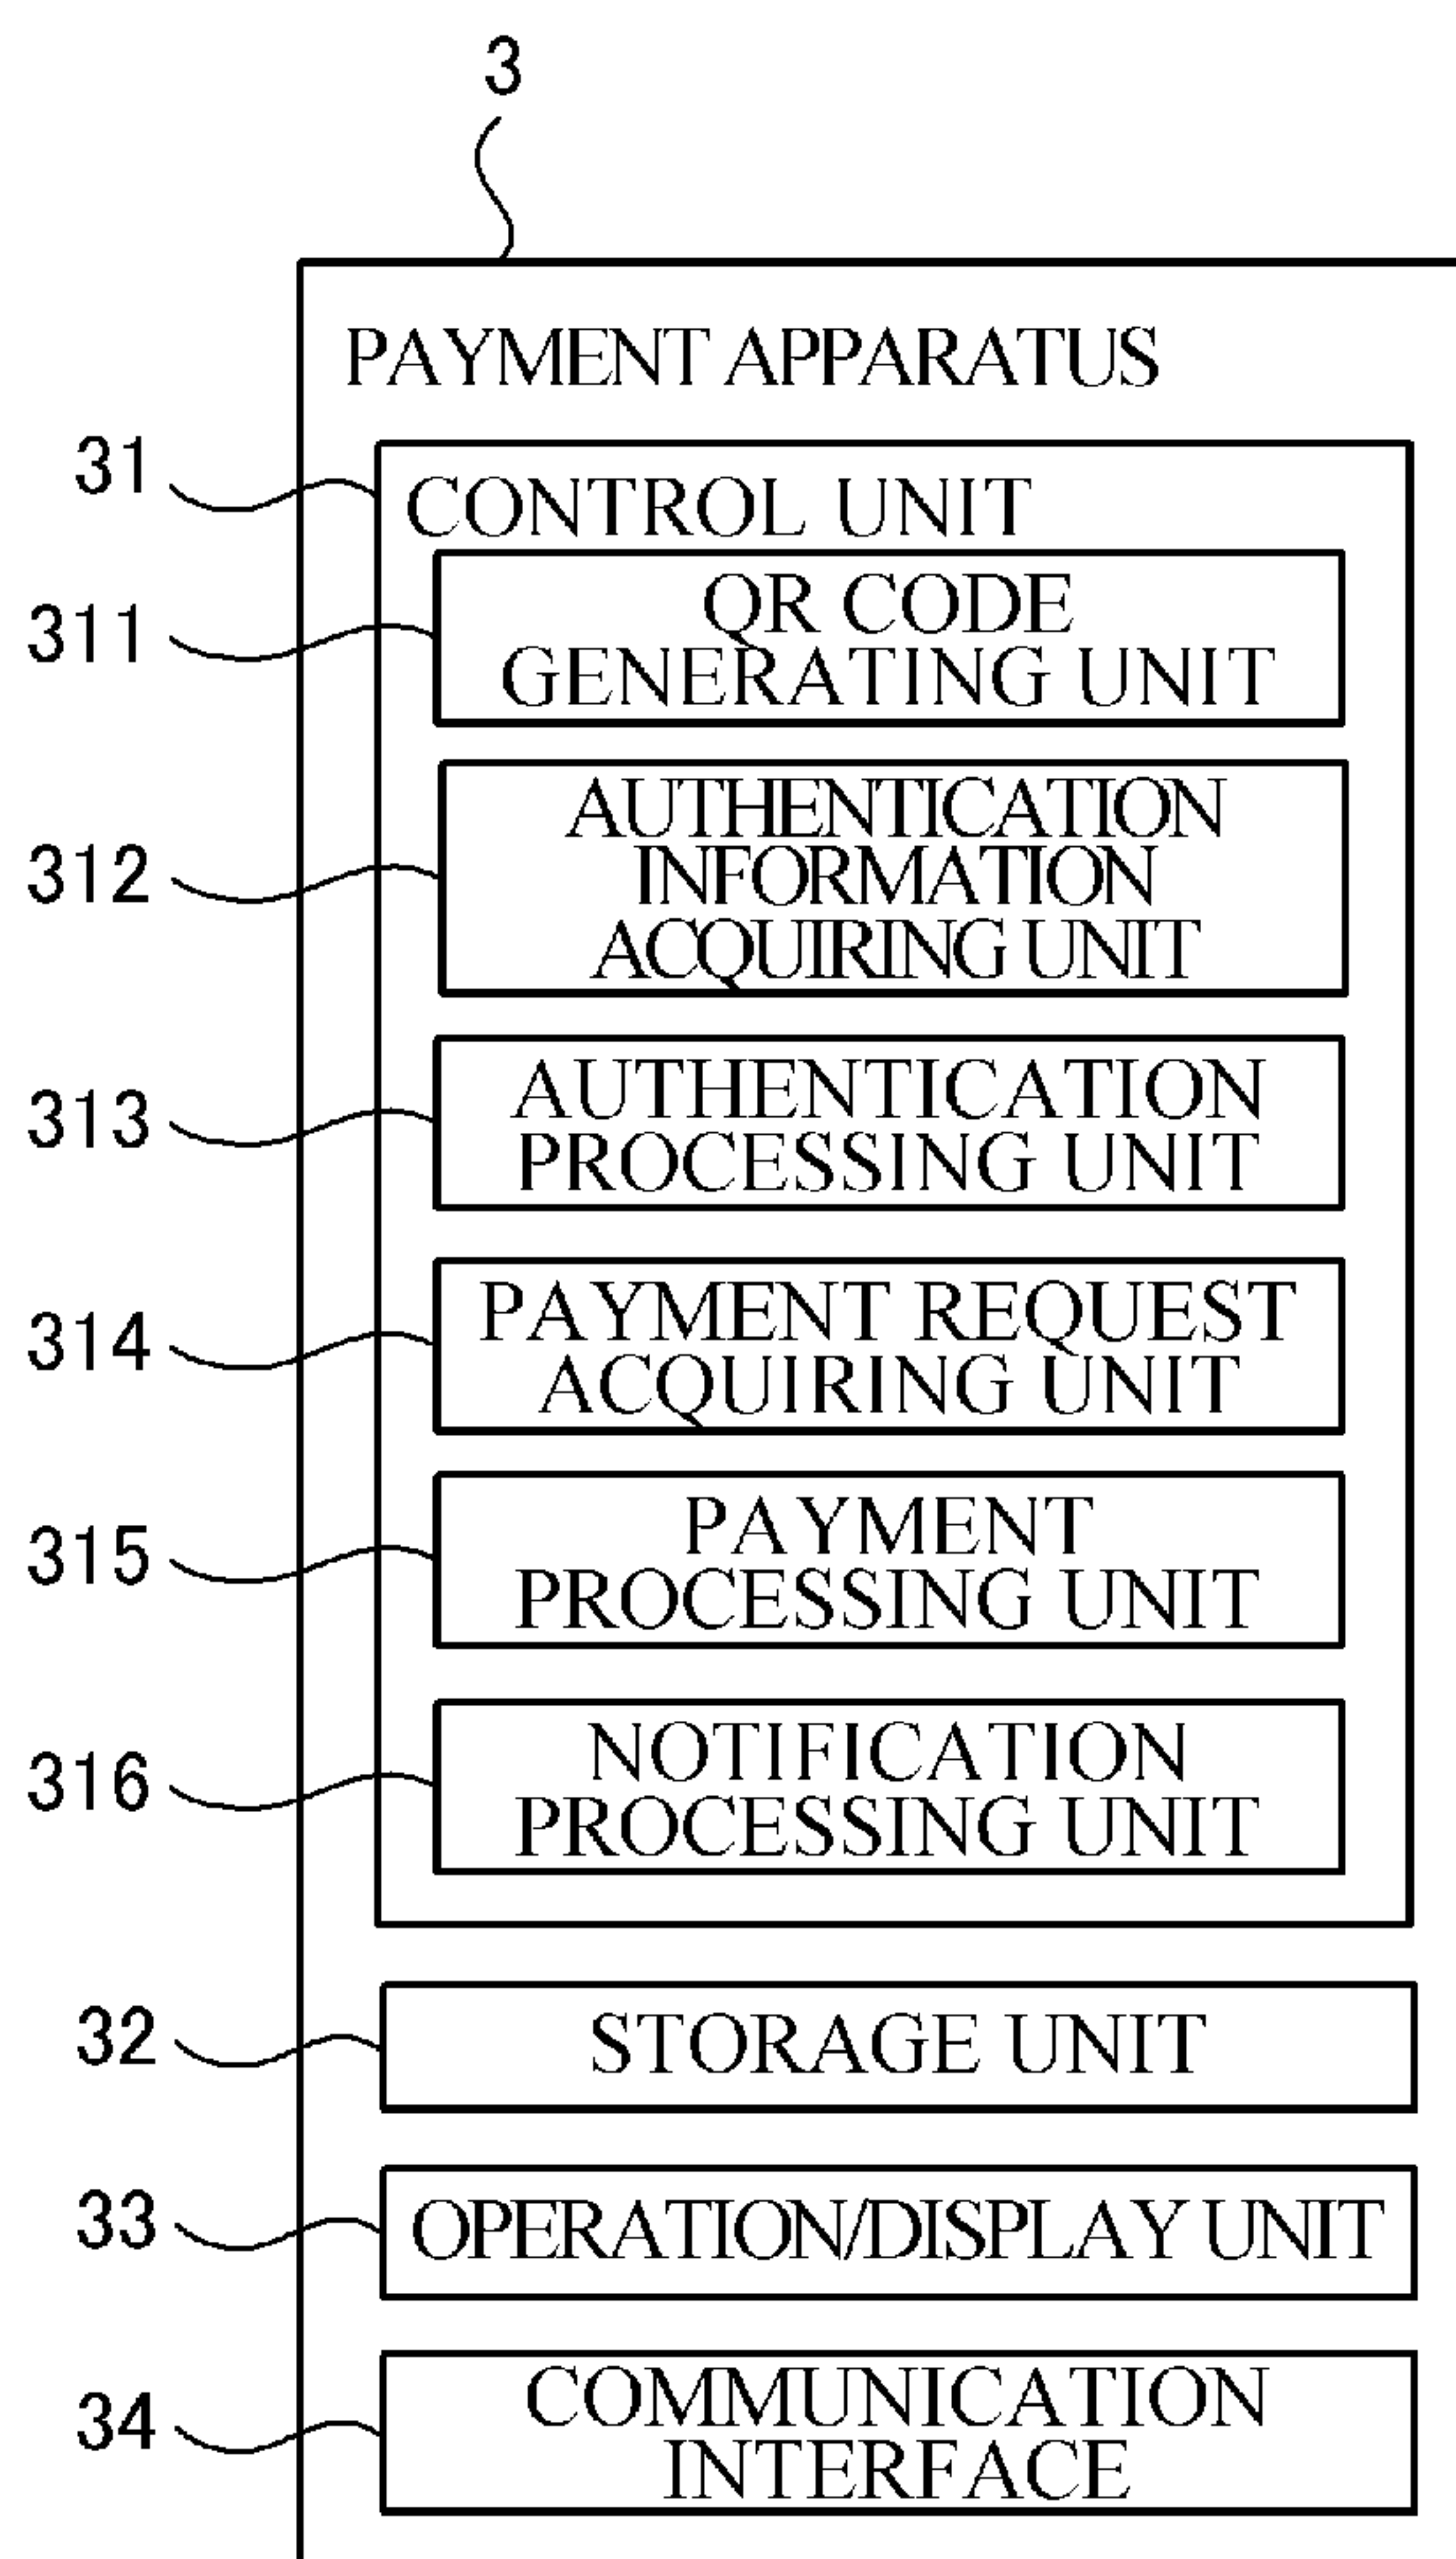 3
PAYMENT APPARATUS
31
CONTROL UNIT
311
QR CODE
GENERATING UNIT
312
AUTHENTICATION
INFORMATION
ACQUIRING UNIT
313
AUTHENTICATION
PROCESSING UNIT
314
PAYMENT REQUEST
ACQUIRING UNIT
315
PAYMENT
PROCESSING UNIT
316
NOTIFICATION
PROCESSING UNIT
32
STORAGE UNIT
33
OPERATION/DISPLAY UNIT
34
COMMUNICATION
INTERFACE